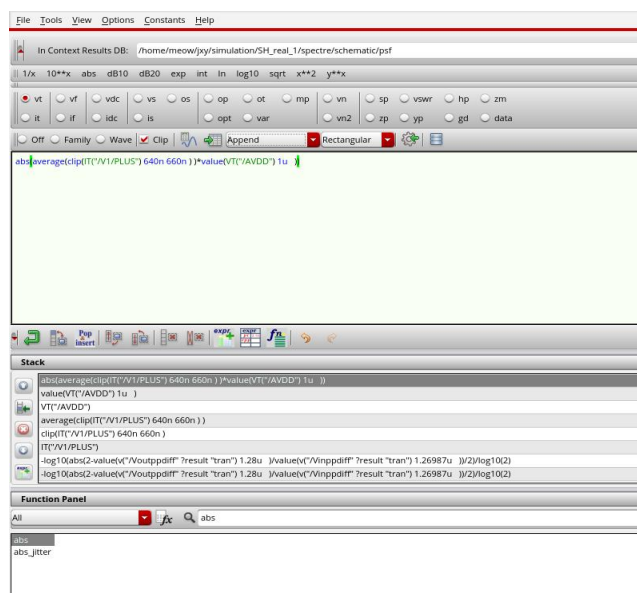 File Tools View Options Constants Help
In Context Results DB: /home/meow/jxy/simulation/SH_real_1/spectre/schematic/psf
1/x 10**x abs dB10 dB20 exp int ln log10 sqrt x**2 y**x
vt vf vdc vs os op ot mp vn sp vswr hp zm
it if idc is opt var vn2 zp yp gd data
Off Family Wave Clip Append Rectangular
abs(average(clip(IT("/V1/PLUS") 640n 660n ) )*value(VT("/AVDD") 1u ))
Pop insert expr expr fn
Stack
abs(average(clip(IT("/V1/PLUS") 640n 660n ) )*value(VT("/AVDD") 1u ))
value(VT("/AVDD") 1u )
VT("/AVDD")
average(clip(IT("/V1/PLUS") 640n 660n ) )
clip(IT("/V1/PLUS") 640n 660n )
IT("/V1/PLUS")
-log10(abs(2-value(v("/Voutppdiff" ?result "tran") 1.28u )/value(v("/Vinppdiff" ?result "tran") 1.26987u ))/2)/log10(2)
-log10(abs(2-value(v("/Voutppdiff" ?result "tran") 1.28u )/value(v("/Vinppdiff" ?result "tran") 1.26987u ))/2)/log10(2)
expr
Function Panel
All fx abs
abs
abs_jitter